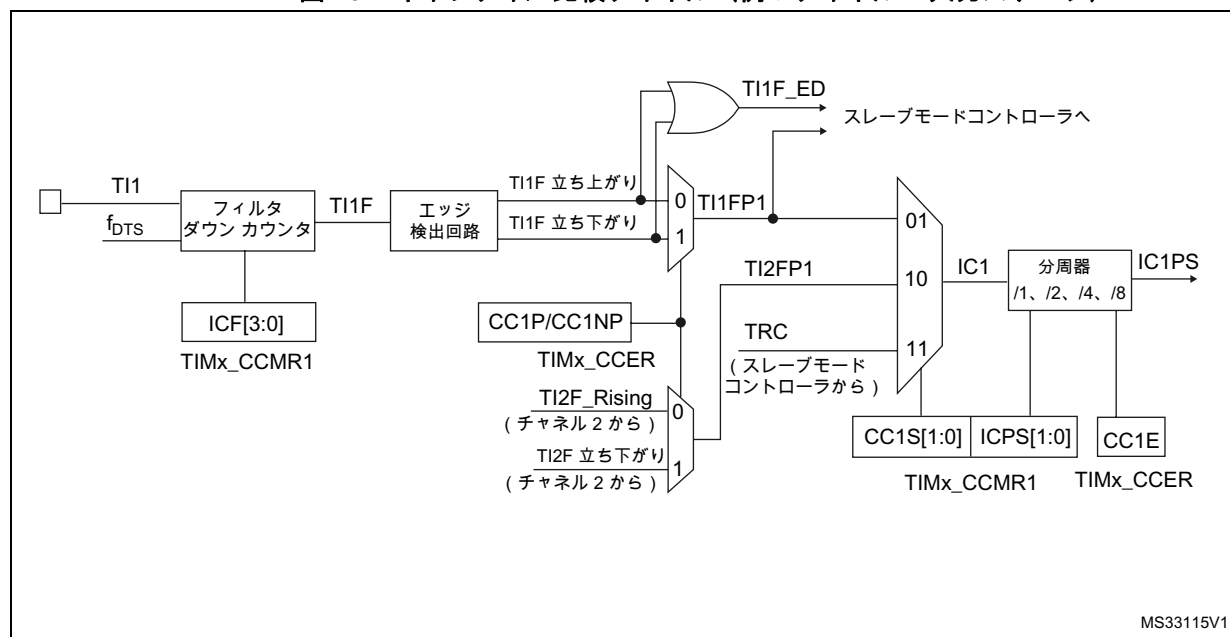 TI1F_ED
スレーブモードコントローラへ
TI1
f_DTS
フィルタ
ダウン カウンタ
TI1F
エッジ
検出回路
TI1F 立ち上がり
TI1F 立ち下がり
0
1
TI1FP1
01
TI2FP1
10
IC1
分周器
/1、/2、/4、/8
IC1PS
ICF[3:0]
TIMx_CCMR1
CC1P/CC1NP
TIMx_CCER
TRC
11
(スレーブモード
コントローラから)
TI2F_Rising
(チャネル 2 から)
0
TI2F 立ち下がり
1
(チャネル 2 から)
CC1S[1:0]
ICPS[1:0]
CC1E
TIMx_CCMR1
TIMx_CCER
MS33115V1